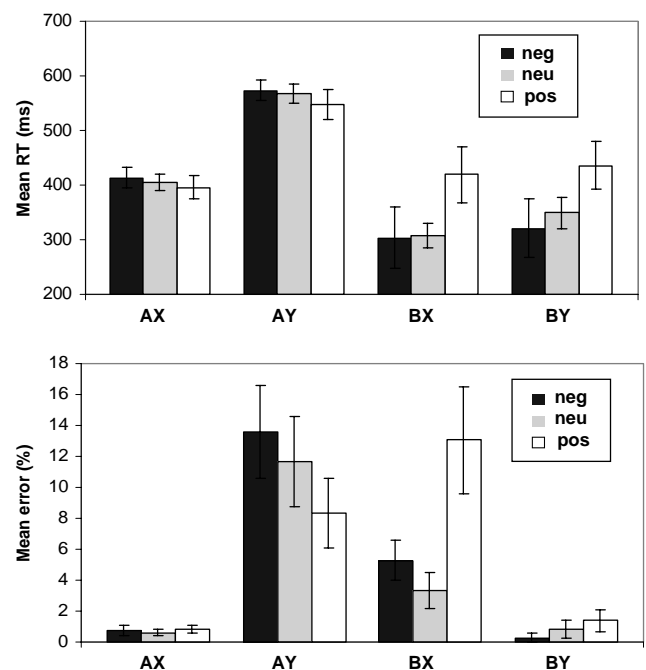 700
600
500
400
300
200
Mean RT (ms)
neg
neu
pos
AX AY BX BY
18
16
14
12
10
8
6
4
2
0
Mean error (%)
neg
neu
pos
AX AY BX BY